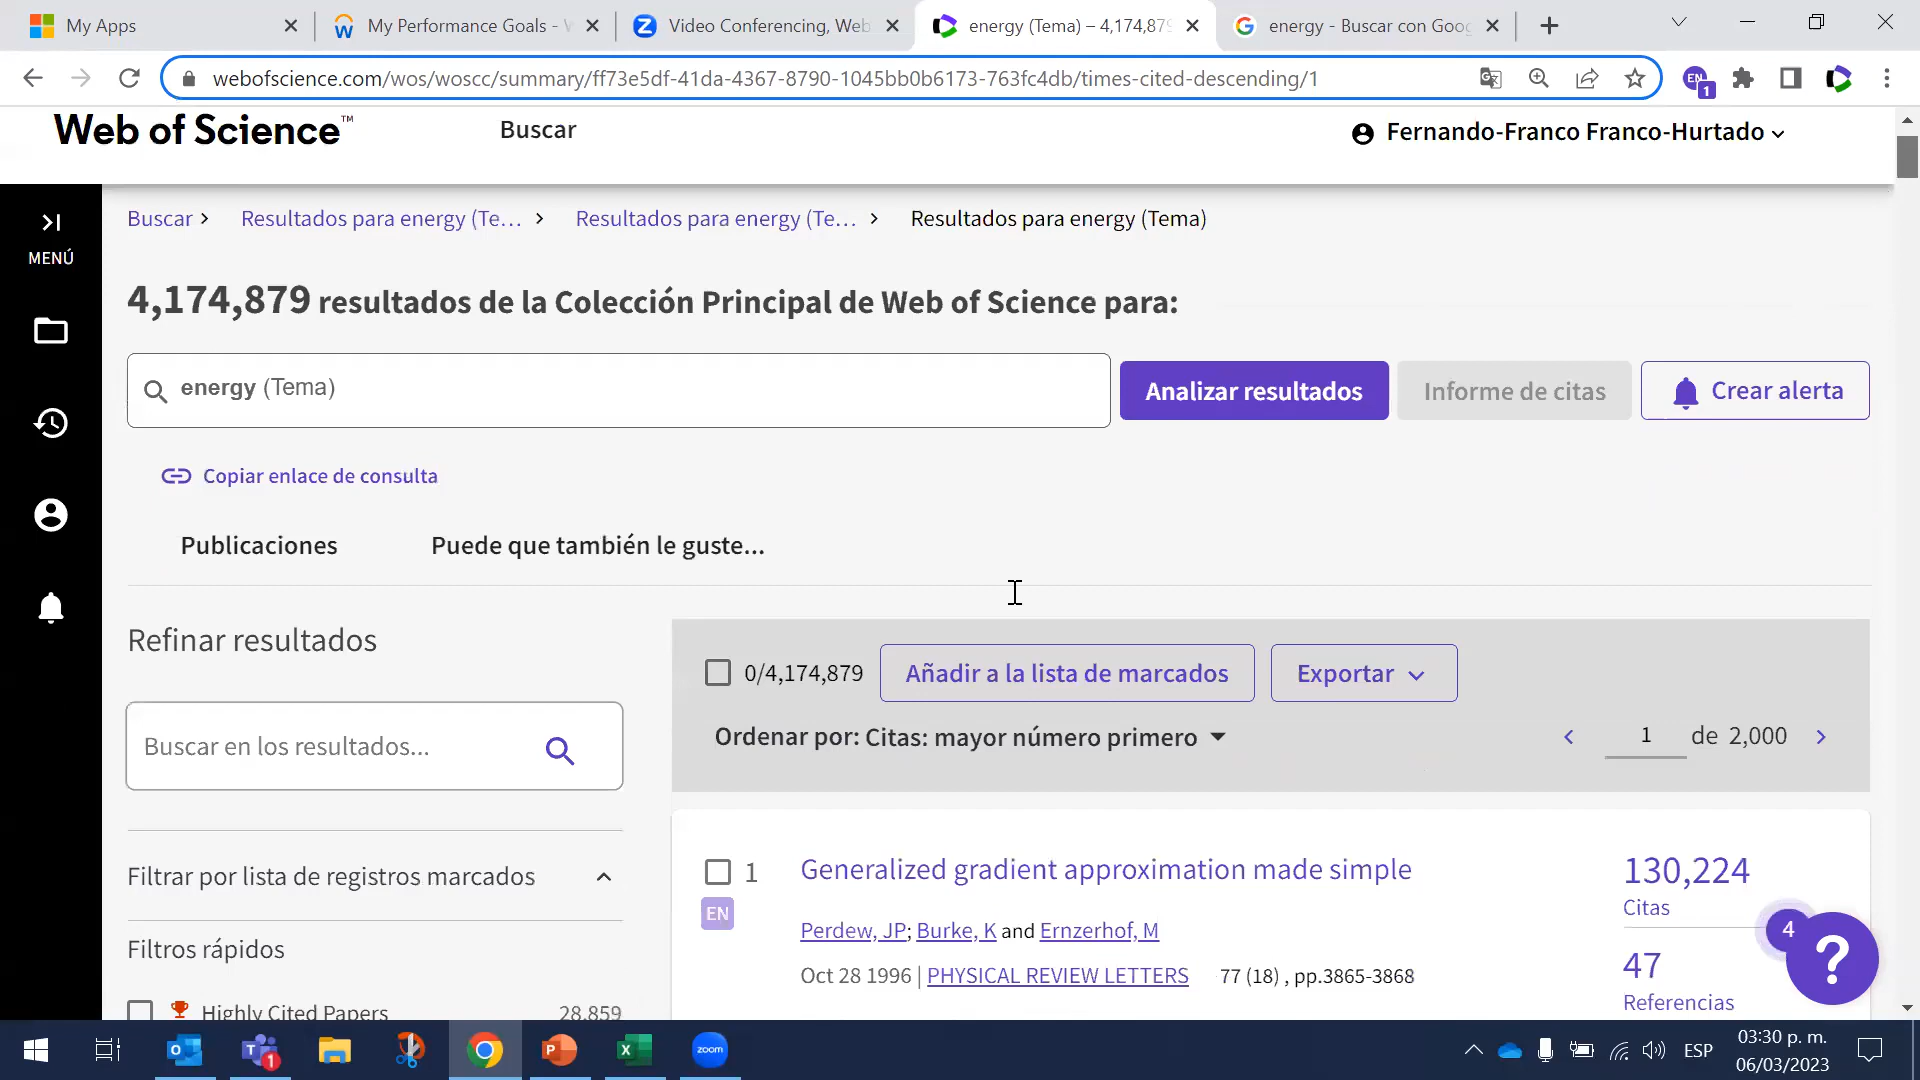 My Apps
My Performance Goals - W
Video Conferencing, Web
energy (Tema) – 4,174,879
energy - Buscar con Goog
webofscience.com/wos/woscc/summary/ff73e5df-41da-4367-8790-1045bb0b6173-763fc4db/times-cited-descending/1
EN
1
Web of Science™
Buscar
Fernando-Franco Franco-Hurtado
MENÚ
Buscar
Resultados para energy (Te...
Resultados para energy (Te...
Resultados para energy (Tema)
4,174,879 resultados de la Colección Principal de Web of Science para:
energy (Tema)
Analizar resultados
Informe de citas
Crear alerta
Copiar enlace de consulta
Publicaciones
Puede que también le guste...
Refinar resultados
Buscar en los resultados...
Filtrar por lista de registros marcados
Filtros rápidos
Highly Cited Papers
28,859
0/4,174,879
Añadir a la lista de marcados
Exportar
Ordenar por: Citas: mayor número primero
1 de 2,000
1
EN
Generalized gradient approximation made simple
Perdew, JP; Burke, K and Ernzerhof, M
Oct 28 1996 | PHYSICAL REVIEW LETTERS 77 (18) , pp.3865-3868
130,224
Citas
47
Referencias
4
?
1
zoom
ESP
03:30 p. m.
06/03/2023